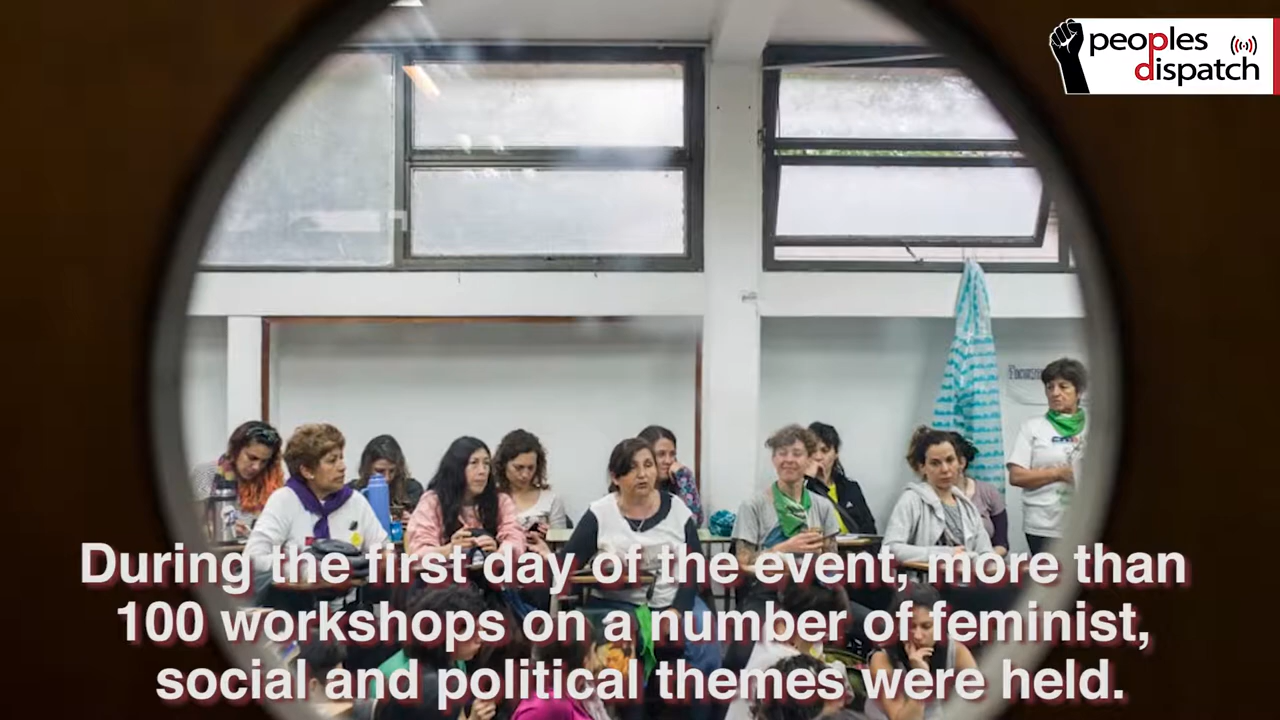 peoples
dispatch
During the first day of the event, more than
100 workshops on a number of feminist,
social and political themes were held.